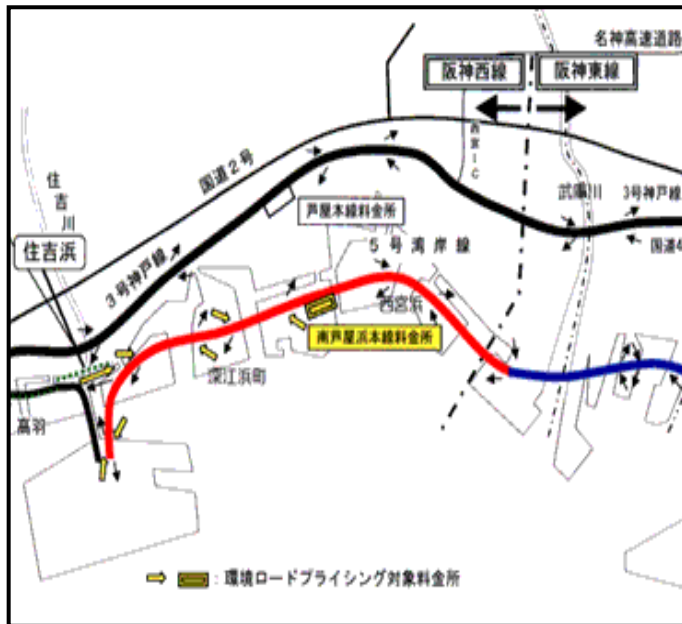 名神高速道路
阪神西線
阪神東線
国道2号
西宮IC
住吉川
武庫川
3号神戸線
芦屋本線料金所
住吉浜
3号神戸線
5号湾岸線
西宮浜
南芦屋浜本線料金所
深江浜町
高羽
：環境ロードプライシング対象料金所